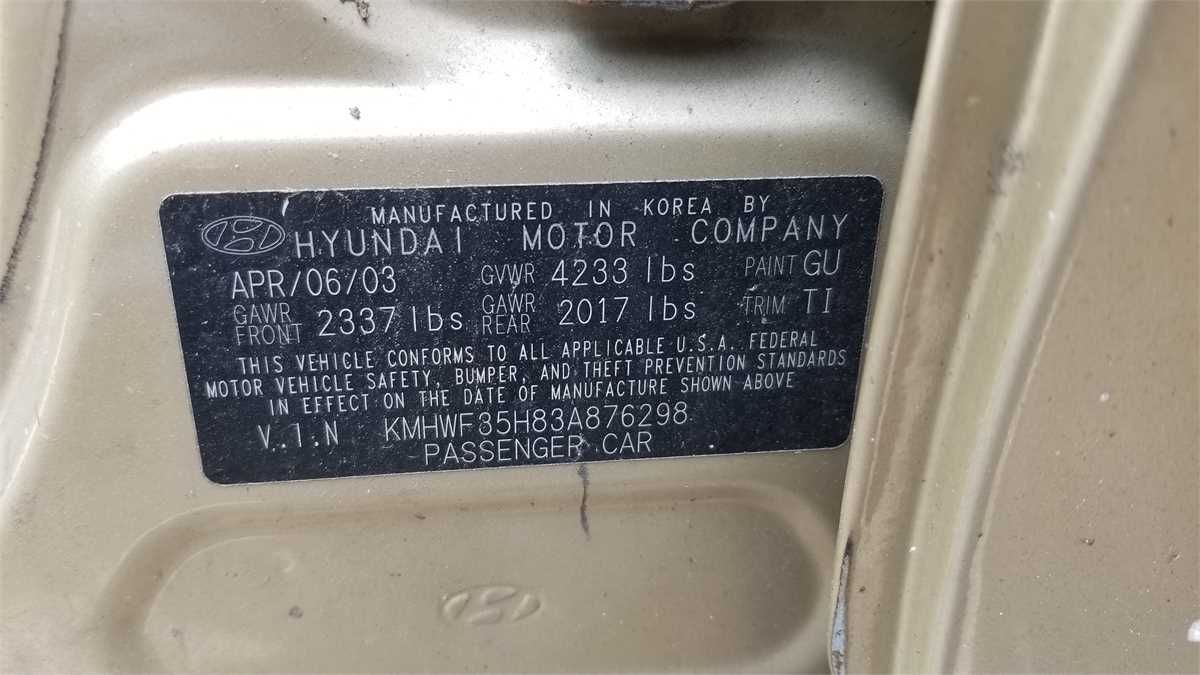 MANUFACTURED IN KOREA BY
HYUNDAI MOTOR COMPANY
APR/06/03 GVWR 4233 lbs PAINT GU
GAWR FRONT 2337 lbs GAWR REAR 2017 lbs TRIM TI
THIS VEHICLE CONFORMS TO ALL APPLICABLE U.S.A. FEDERAL
MOTOR VEHICLE SAFETY, BUMPER, AND THEFT PREVENTION STANDARDS
IN EFFECT ON THE DATE OF MANUFACTURE SHOWN ABOVE
V.I.N KMHWF35H83A876298
PASSENGER CAR